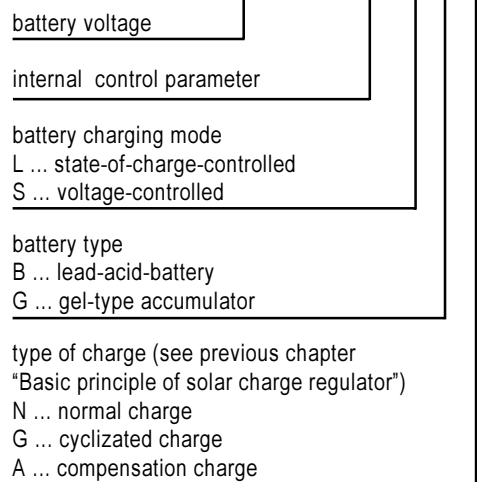 battery voltage
internal control parameter
battery charging mode
L ... state-of-charge-controlled
S ... voltage-controlled
battery type
B ... lead-acid-battery
G ... gel-type accumulator
type of charge (see previous chapter
“Basic principle of solar charge regulator”)
N ... normal charge
G ... cyclizated charge
A ... compensation charge